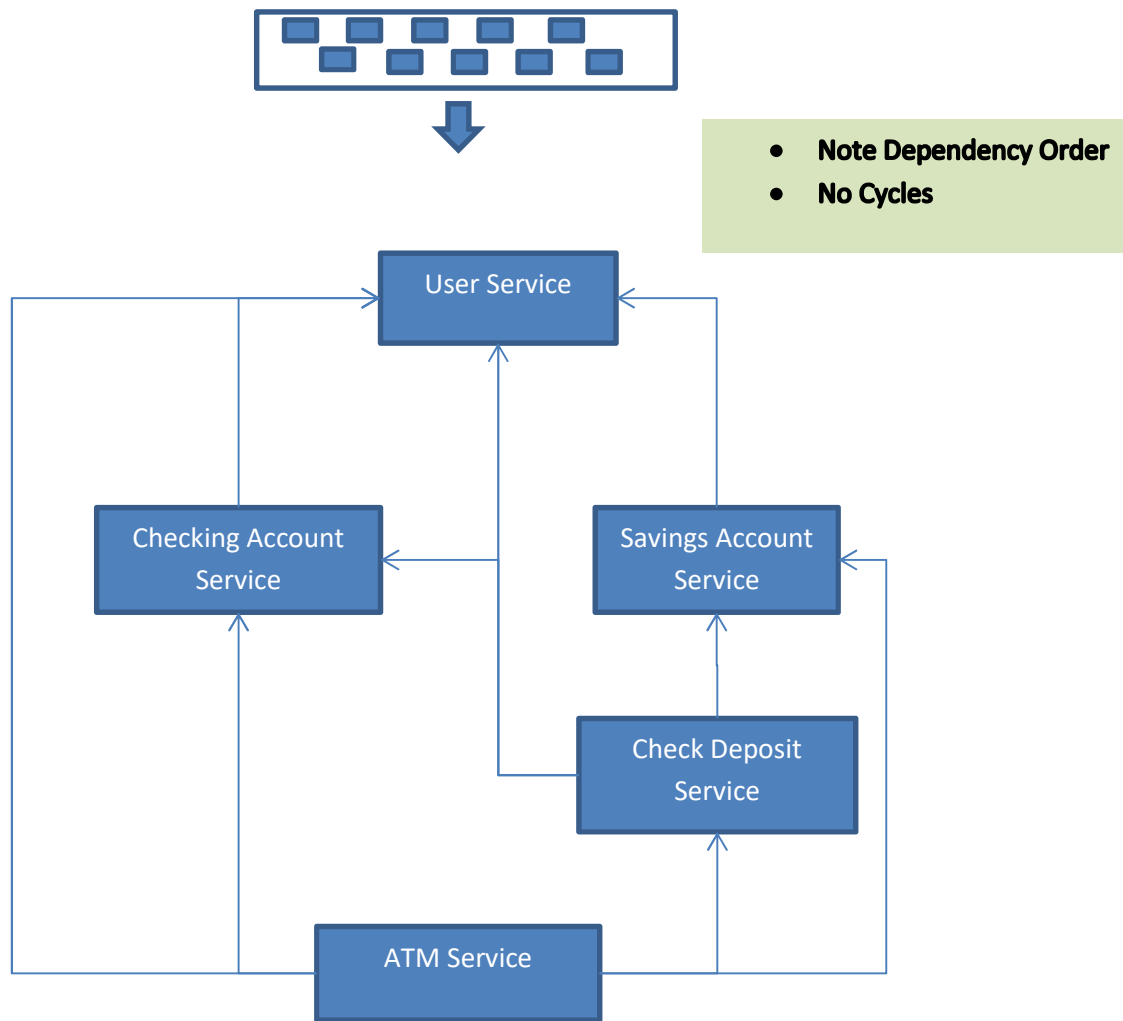 ● Note Dependency Order
● No Cycles
User Service
Checking Account
Service
Savings Account
Service
Check Deposit
Service
ATM Service